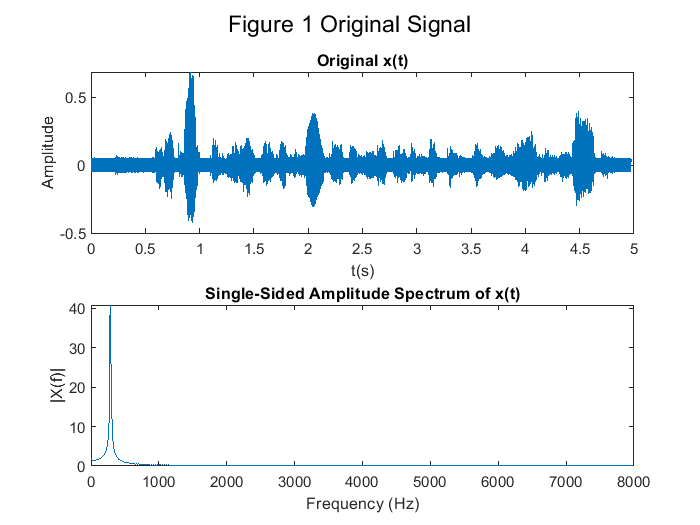 Figure 1 Original Signal
Original x(t)
0.5
0
-0.5
Amplitude
0 0.5 1 1.5 2 2.5 3 3.5 4 4.5 5
t(s)
Single-Sided Amplitude Spectrum of x(t)
40
30
20
10
0
|X(f)|
0 1000 2000 3000 4000 5000 6000 7000 8000
Frequency (Hz)